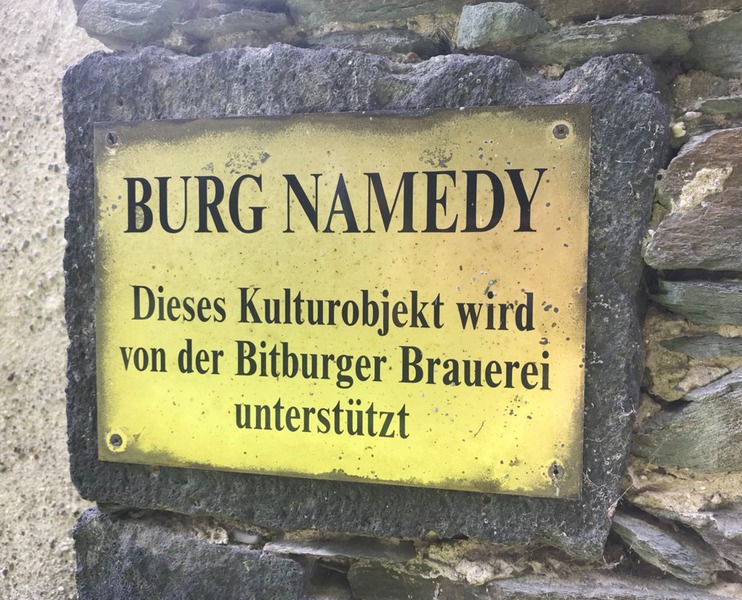 BURG NAMEDY
Dieses Kulturobjekt wird
von der Bitburger Brauerei
unterstützt